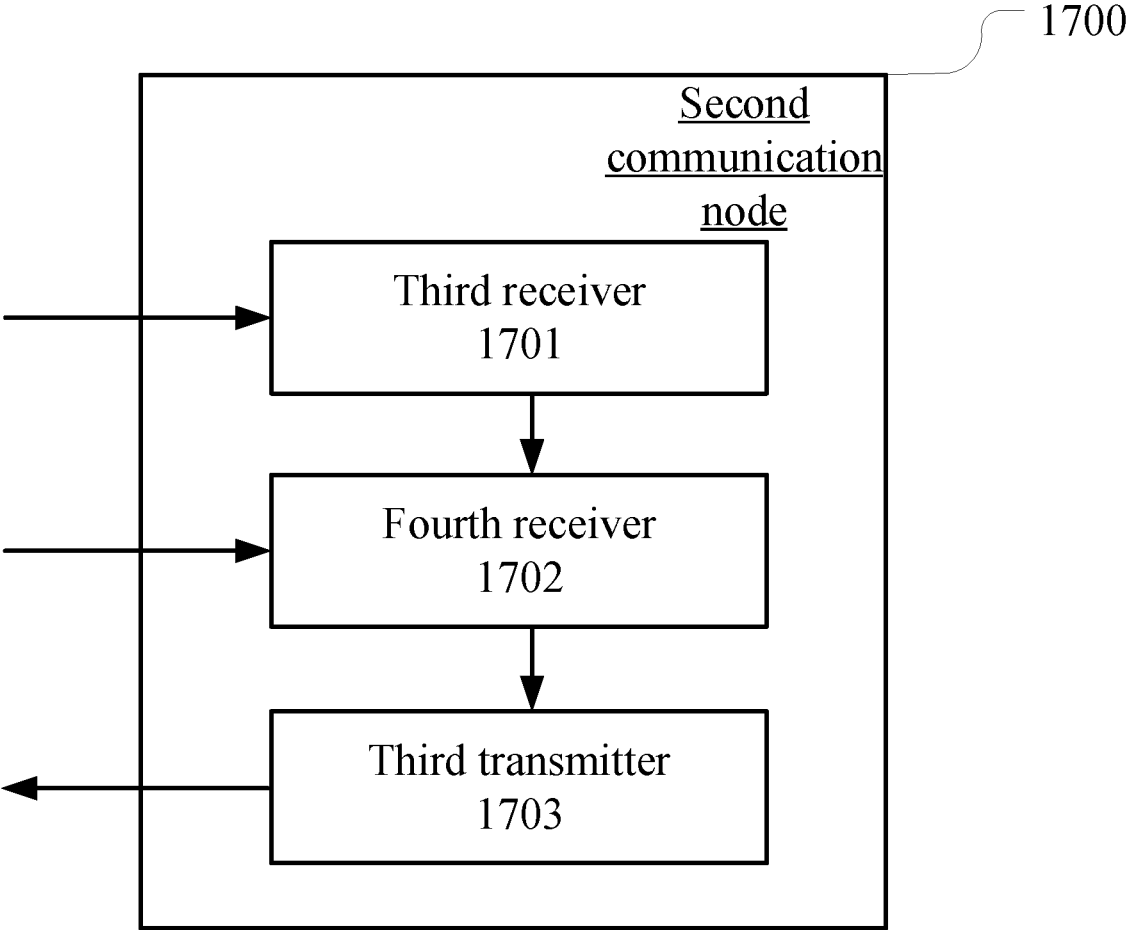 1700
Second
communication
node
Third receiver
1701
Fourth receiver
1702
Third transmitter
1703